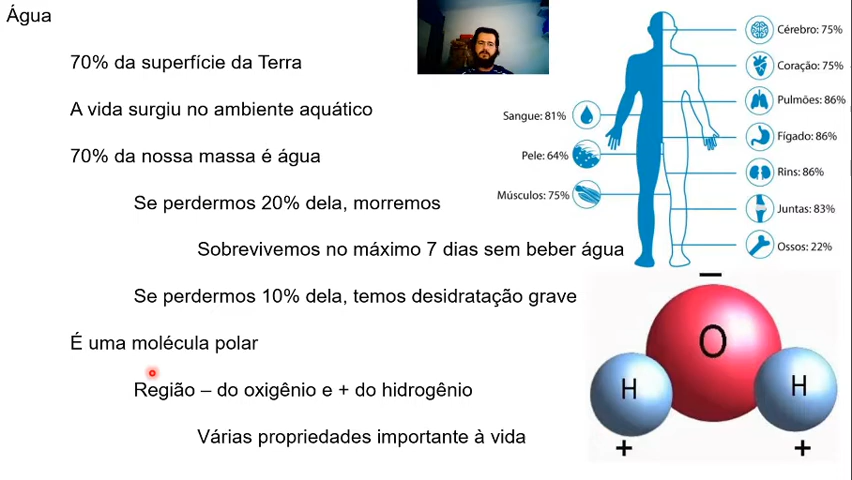 Água
70% da superfície da Terra
A vida surgiu no ambiente aquático
70% da nossa massa é água
Se perdermos 20% dela, morremos
Sobrevivemos no máximo 7 dias sem beber água
Se perdermos 10% dela, temos desidratação grave
É uma molécula polar
Região – do oxigênio e + do hidrogênio
Várias propriedades importante à vida
Sangue: 81%
Pele: 64%
Músculos: 75%
Cérebro: 75%
Coração: 75%
Pulmões: 86%
Fígado: 86%
Rins: 86%
Juntas: 83%
Ossos: 22%
–
O
H
H
+
+